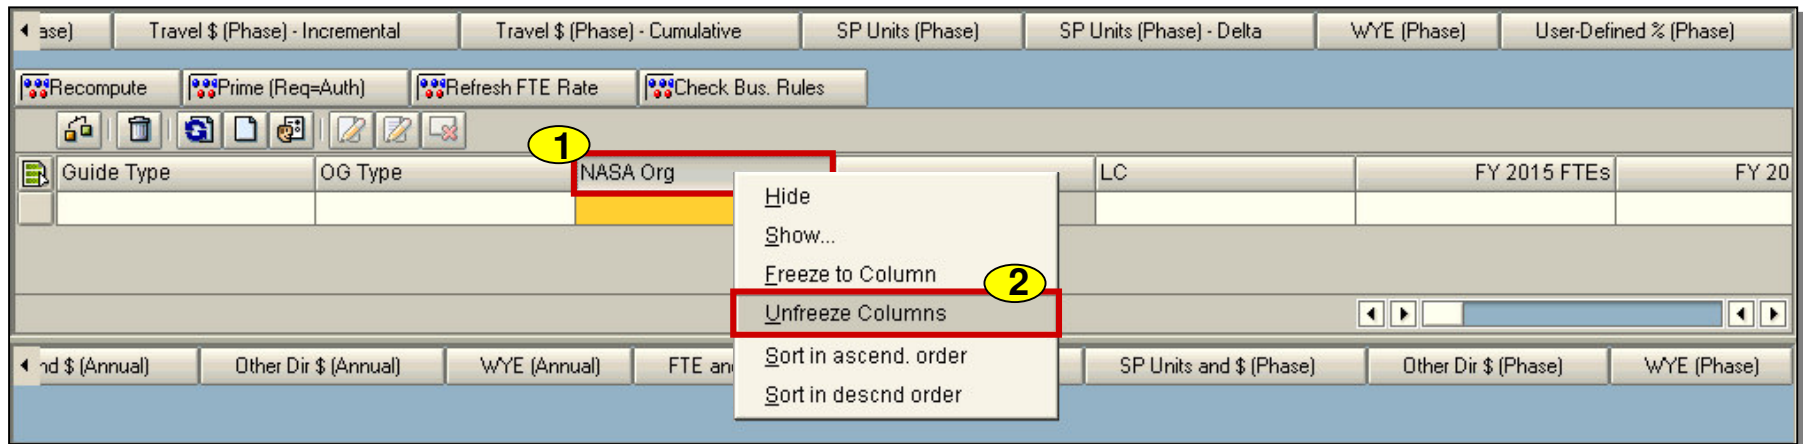 ase) Travel $ (Phase) - Incremental Travel $ (Phase) - Cumulative SP Units (Phase) SP Units (Phase) - Delta WYE (Phase) User-Defined % (Phase)
Recompute Prime (Req=Auth) Refresh FTE Rate Check Bus. Rules
1
Guide Type OG Type NASA Org LC FY 2015 FTEs FY 20
Hide
Show...
Freeze to Column
2
Unfreeze Columns
Sort in ascend. order
Sort in descnd order
nd $ (Annual) Other Dir $ (Annual) WYE (Annual) FTE an SP Units and $ (Phase) Other Dir $ (Phase) WYE (Phase)